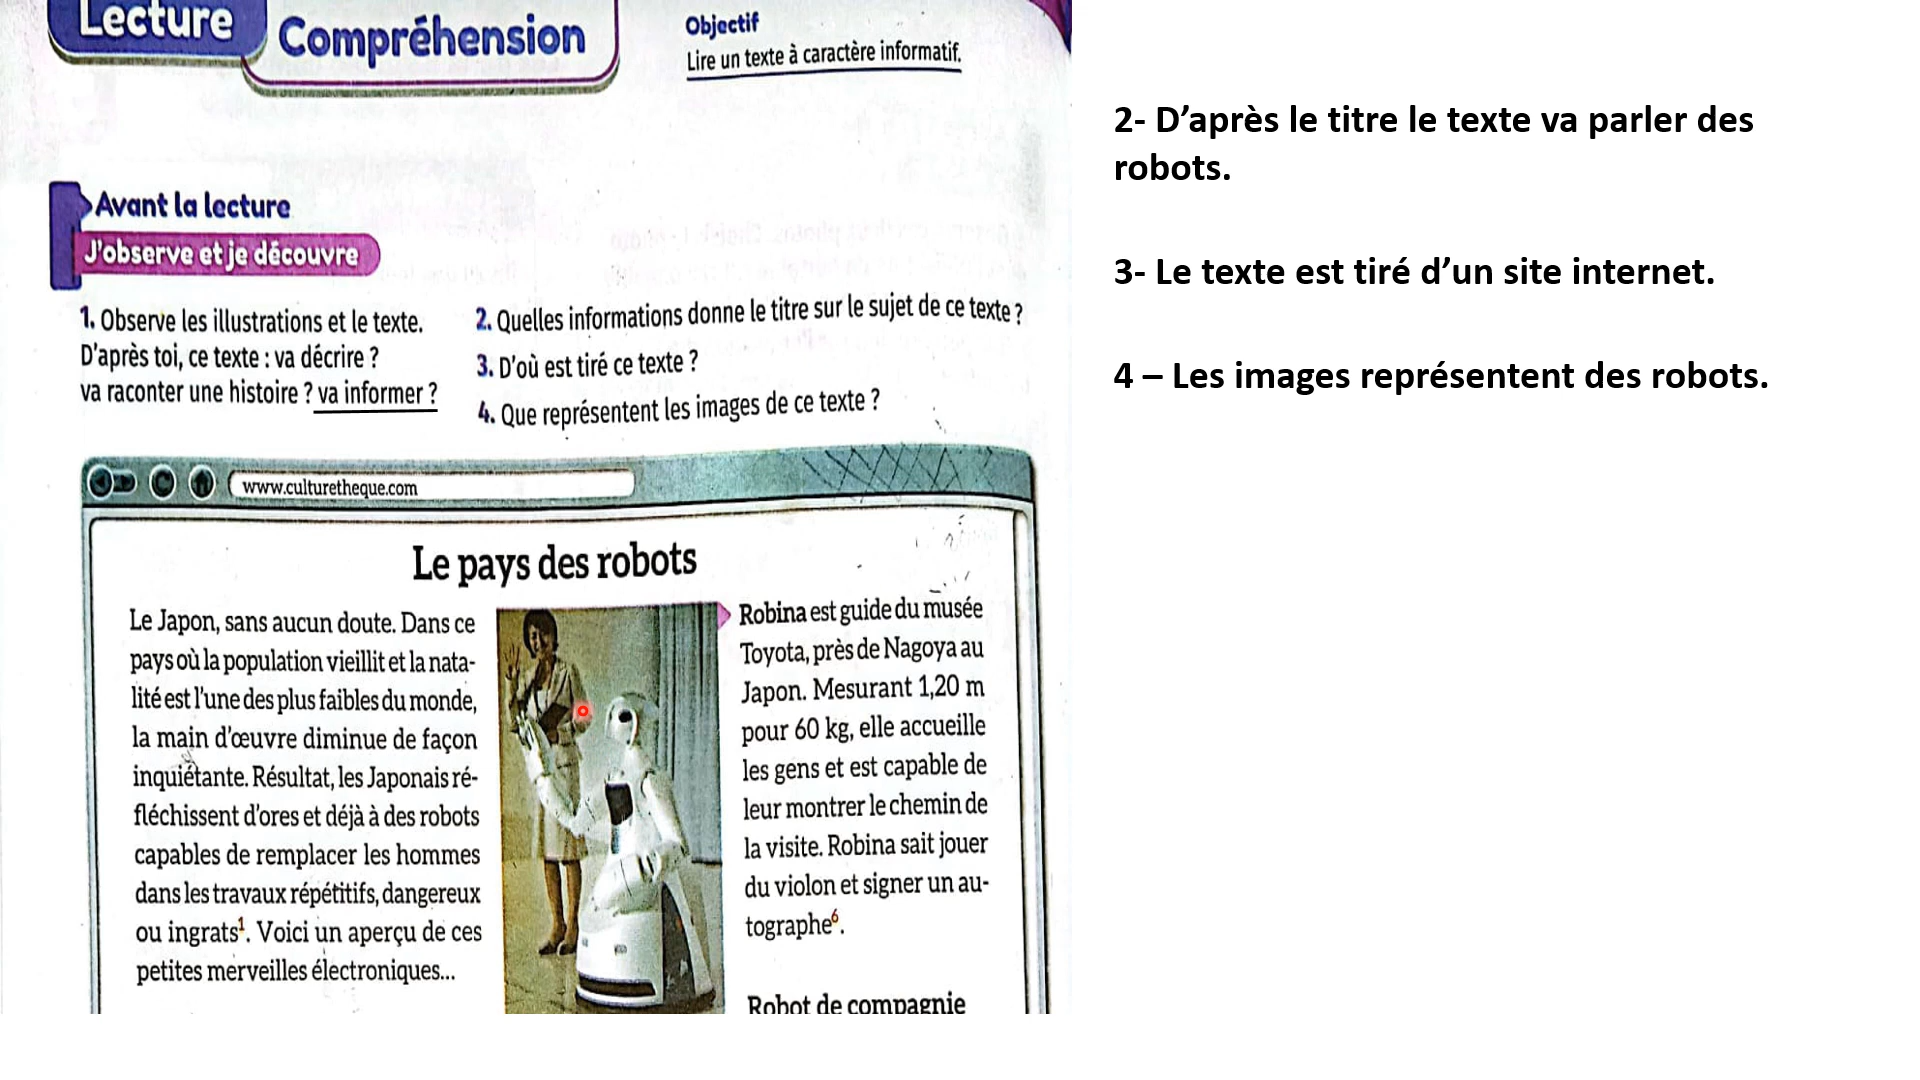 Lecture
Compréhension
Objectif
Lire un texte à caractère informatif.
Avant la lecture
J'observe et je découvre
1. Observe les illustrations et le texte.
D'après toi, ce texte : va décrire ?
va raconter une histoire ? va informer ?
2. Quelles informations donne le titre sur le sujet de ce texte ?
3. D'où est tiré ce texte ?
4. Que représentent les images de ce texte ?
www.culturetheque.com
Le pays des robots
Le Japon, sans aucun doute. Dans ce
pays où la population vieillit et la nata-
lité est l'une des plus faibles du monde,
la main d'œuvre diminue de façon
inquiétante. Résultat, les Japonais ré-
fléchissent d'ores et déjà à des robots
capables de remplacer les hommes
dans les travaux répétitifs, dangereux
ou ingrats¹. Voici un aperçu de ces
petites merveilles électroniques...
Robina est guide du musée
Toyota, près de Nagoya au
Japon. Mesurant 1,20 m
pour 60 kg, elle accueille
les gens et est capable de
leur montrer le chemin de
la visite. Robina sait jouer
du violon et signer un au-
tographe⁶.
Robot de compagnie
2- D’après le titre le texte va parler des
robots.
3- Le texte est tiré d’un site internet.
4 – Les images représentent des robots.